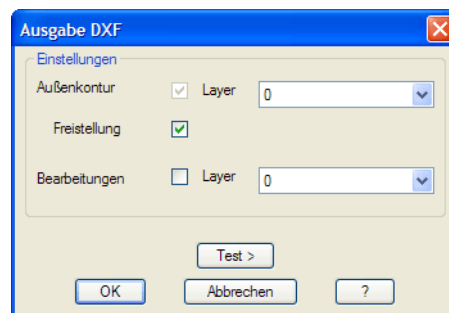 Ausgabe DXF
Einstellungen
Außenkontur Layer 0
Freistellung
Bearbeitungen Layer 0
Test >
OK Abbrechen ?